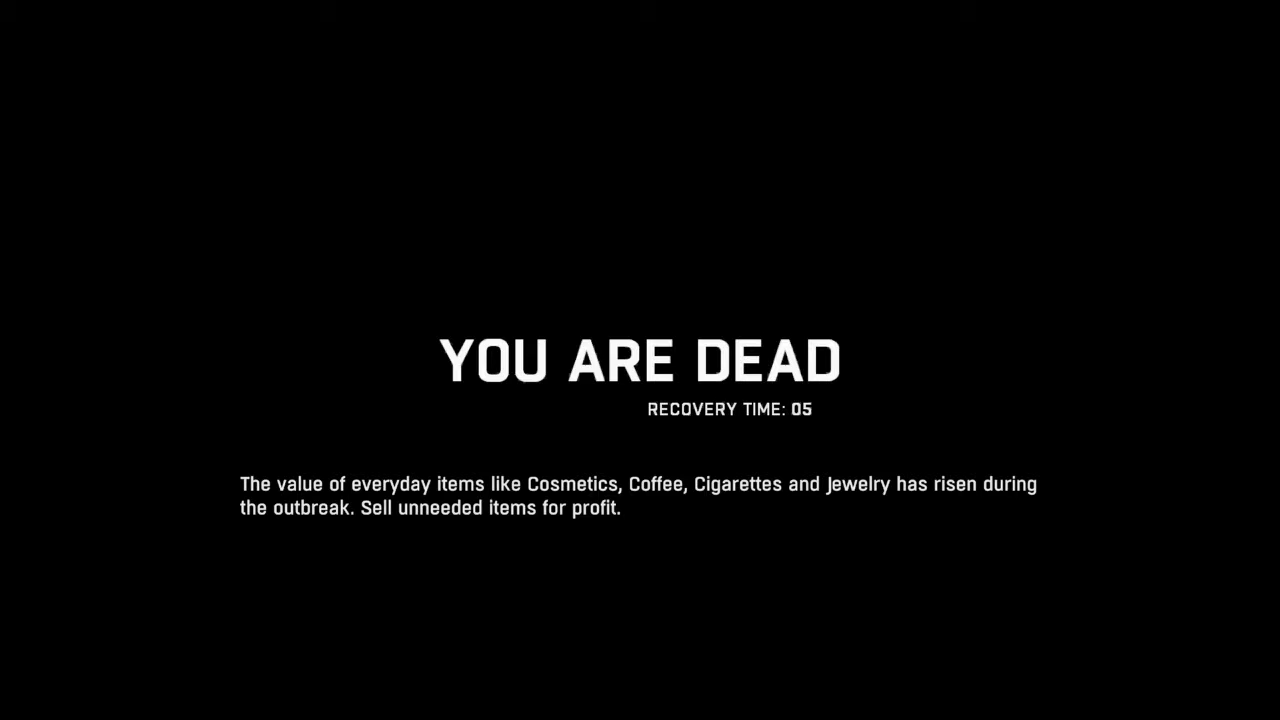 YOU ARE DEAD
RECOVERY TIME: 05
The value of everyday items like Cosmetics, Coffee, Cigarettes and Jewelry has risen during
the outbreak. Sell unneeded items for profit.